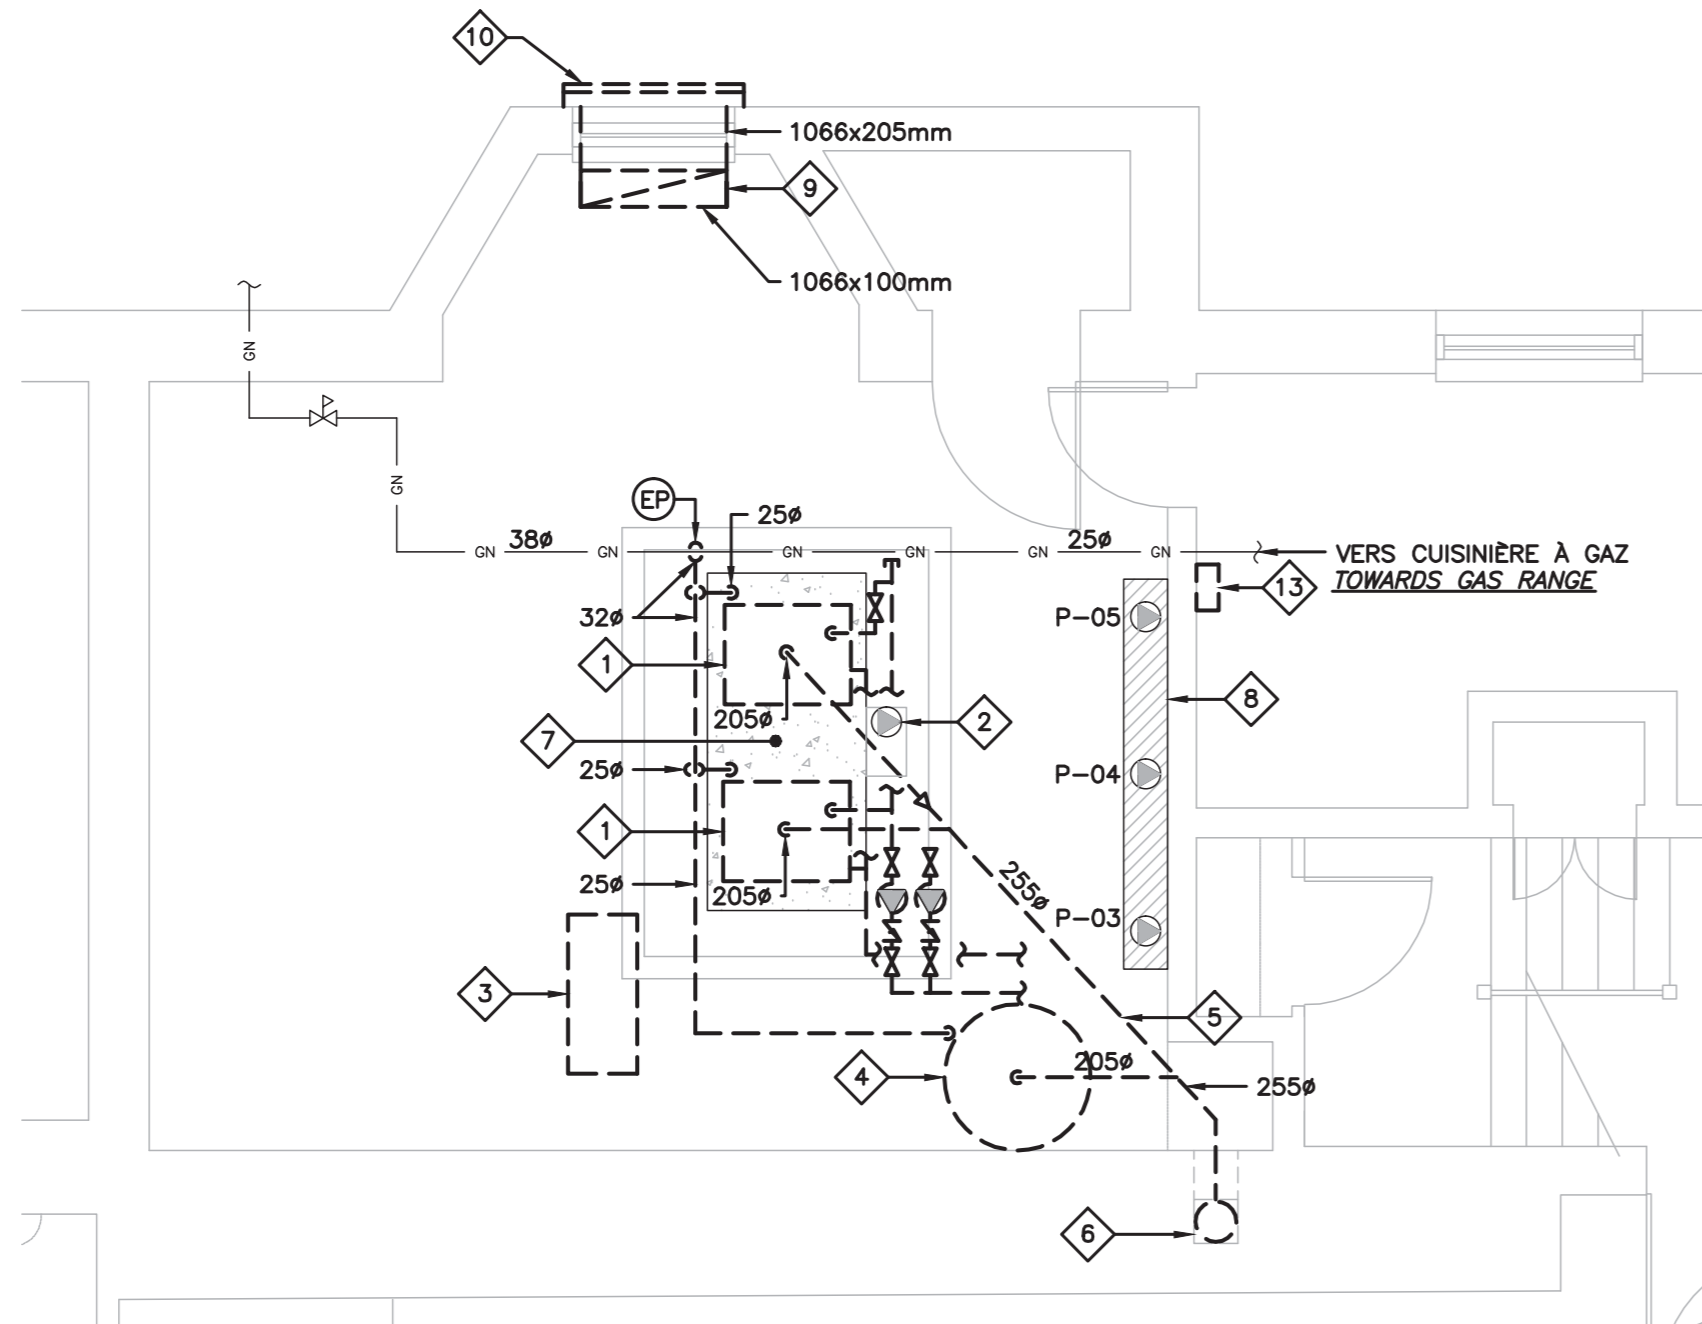 10
1066x205mm
9
1066x100mm
GN
GN
EP
25ø
GN 38ø GN GN GN GN 25ø GN
VERS CUISINIÈRE À GAZ
TOWARDS GAS RANGE
13
32ø
P-05
1
8
205ø
2
7
25ø
P-04
1
25ø
205ø
255ø
P-03
3
5
4
205ø
255ø
6